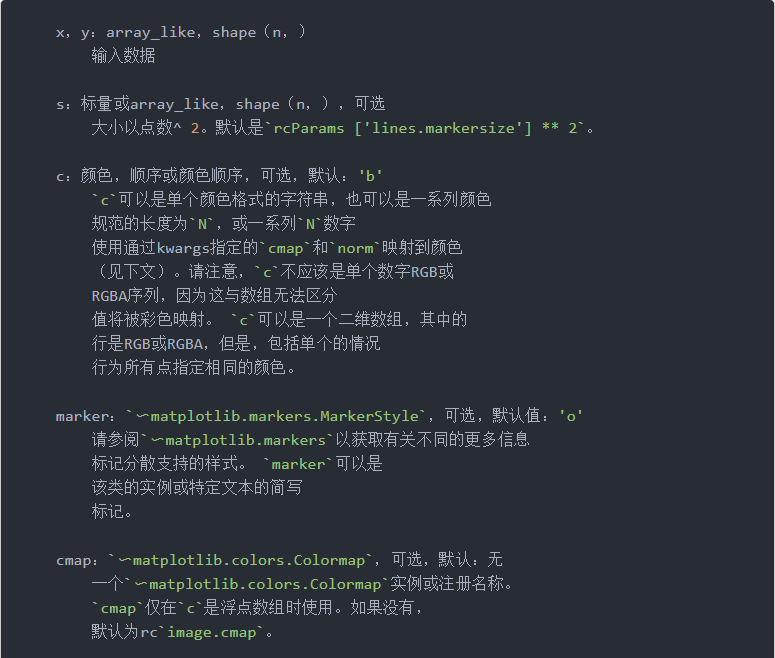 x，y：array_like，shape（n，）
输入数据
s：标量或array_like，shape（n，），可选
大小以点数^ 2。默认是`rcParams ['lines.markersize'] ** 2`。
c：颜色，顺序或颜色顺序，可选，默认：'b'
`c`可以是单个颜色格式的字符串，也可以是一系列颜色
规范的长度为`N`，或一系列`N`数字
使用通过kwargs指定的`cmap`和`norm`映射到颜色
（见下文）。请注意，`c`不应该是单个数字RGB或
RGBA序列，因为这与数组无法区分
值将被彩色映射。 `c`可以是一个二维数组，其中的
行是RGB或RGBA，但是，包括单个的情况
行为所有点指定相同的颜色。
marker：`〜matplotlib.markers.MarkerStyle`，可选，默认值：'o'
请参阅`〜matplotlib.markers`以获取有关不同的更多信息
标记分散支持的样式。 `marker`可以是
该类的实例或特定文本的简写
标记。
cmap：`〜matplotlib.colors.Colormap`，可选，默认：无
一个`〜matplotlib.colors.Colormap`实例或注册名称。
`cmap`仅在`c`是浮点数组时使用。如果没有，
默认为rc`image.cmap`。